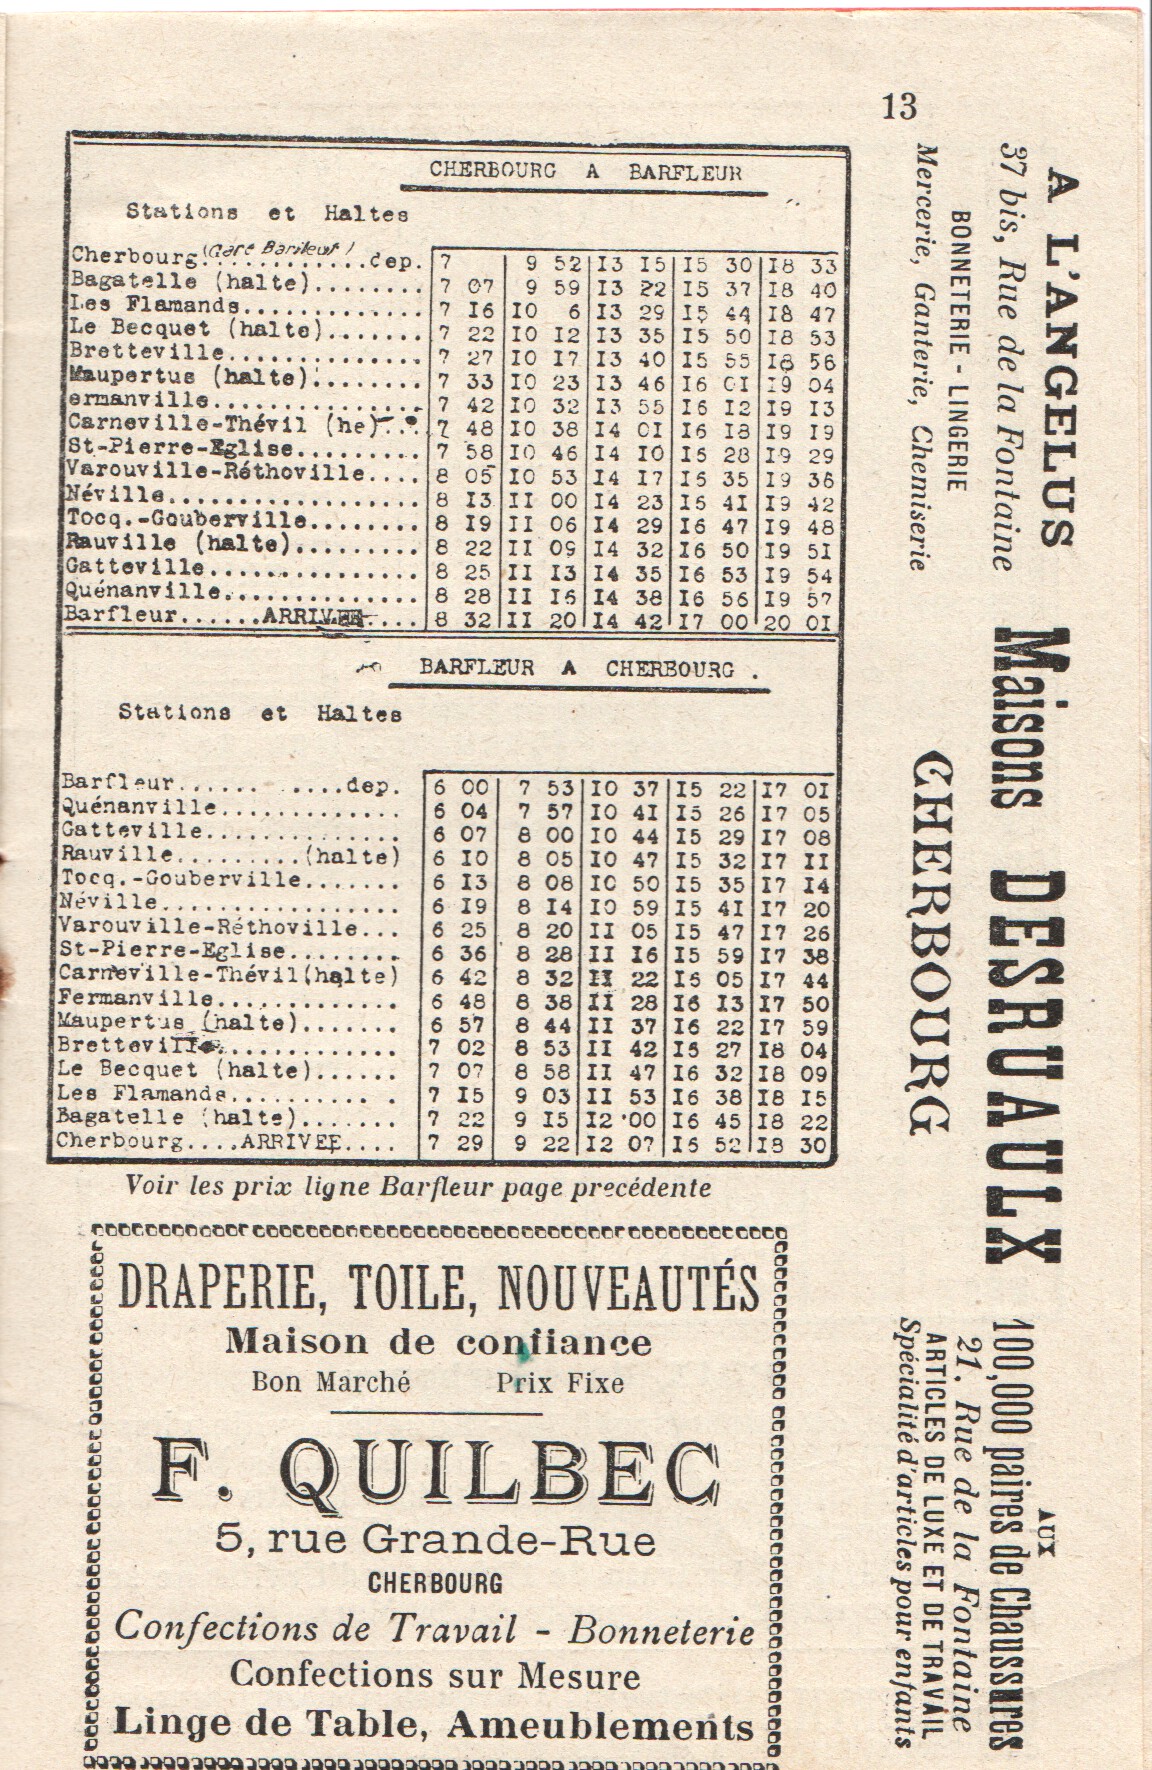 13
CHERBOURG A BARFLEUR
Stations et Haltes
Cherbourg (Gare Barfleur)............dep. 7 | 9 52 | 13 15 | 15 30 | 18 33
Bagatelle (halte)........ 7 07 | 9 59 | 13 22 | 15 37 | 18 40
Les Flamands............. 7 16 | 10 6 | 13 29 | 15 44 | 18 47
Le Becquet (halte)....... 7 22 | 10 12 | 13 35 | 15 50 | 18 53
Bretteville.............. 7 27 | 10 17 | 13 40 | 15 55 | 18 56
Maupertus (halte)........ 7 33 | 10 23 | 13 46 | 16 01 | 19 04
ermanville............... 7 42 | 10 32 | 13 55 | 16 12 | 19 13
Carneville-Thévil (he)... 7 48 | 10 38 | 14 01 | 16 18 | 19 19
St-Pierre-Eglise......... 7 58 | 10 46 | 14 10 | 15 28 | 19 29
Varouville-Réthoville.... 8 05 | 10 53 | 14 17 | 15 35 | 19 36
Néville.................. 8 13 | 11 00 | 14 23 | 15 41 | 19 42
Tocq.-Gouberville........ 8 19 | 11 06 | 14 29 | 16 47 | 19 48
Rauville (halte)......... 8 22 | 11 09 | 14 32 | 16 50 | 19 51
Gatteville............... 8 25 | 11 13 | 14 35 | 16 53 | 19 54
Quénanville.............. 8 28 | 11 16 | 14 38 | 16 56 | 19 57
Barfleur......ARRIVEE.... 8 32 | 11 20 | 14 42 | 17 00 | 20 01
BARFLEUR A CHERBOURG .
Stations et Haltes
Barfleur............dep. 6 00 | 7 53 | 10 37 | 15 22 | 17 01
Quénanville............. 6 04 | 7 57 | 10 41 | 15 26 | 17 05
Gatteville.............. 6 07 | 8 00 | 10 44 | 15 29 | 17 08
Rauville.........(halte) 6 10 | 8 05 | 10 47 | 15 32 | 17 11
Tocq.-Gouberville....... 6 13 | 8 08 | 10 50 | 15 35 | 17 14
Néville................. 6 19 | 8 14 | 10 59 | 15 41 | 17 20
Varouville-Réthoville... 6 25 | 8 20 | 11 05 | 15 47 | 17 26
St-Pierre-Eglise........ 6 36 | 8 28 | 11 16 | 15 59 | 17 38
Carneville-Thévil(halte) 6 42 | 8 32 | 11 22 | 16 05 | 17 44
Fermanville............. 6 48 | 8 38 | 11 28 | 16 13 | 17 50
Maupertus (halte)....... 6 57 | 8 44 | 11 37 | 16 22 | 17 59
Bretteville............. 7 02 | 8 53 | 11 42 | 16 27 | 18 04
Le Becquet (halte)...... 7 07 | 8 58 | 11 47 | 16 32 | 18 09
Les Flamands.......... . 7 15 | 9 03 | 11 53 | 16 38 | 18 15
Bagatelle (halte)....... 7 22 | 9 15 | 12 00 | 16 45 | 18 22
Cherbourg....ARRIVEE.... 7 29 | 9 22 | 12 07 | 16 52 | 18 30
Voir les prix ligne Barfleur page precédente
DRAPERIE, TOILE, NOUVEAUTÉS
Maison de confiance
Bon Marché Prix Fixe
F. QUILBEC
5, rue Grande-Rue
CHERBOURG
Confections de Travail - Bonneterie
Confections sur Mesure
Linge de Table, Ameublements
A L'ANGELUS
37 bis, Rue de la Fontaine
BONNETERIE - LINGERIE
Mercerie, Ganterie, Chemiserie
Maisons DESRUAULX
CHERBOURG
AUX
100,000 paires de Chaussures
21, Rue de la Fontaine
ARTICLES DE LUXE ET DE TRAVAIL
Spécialité d'articles pour enfants